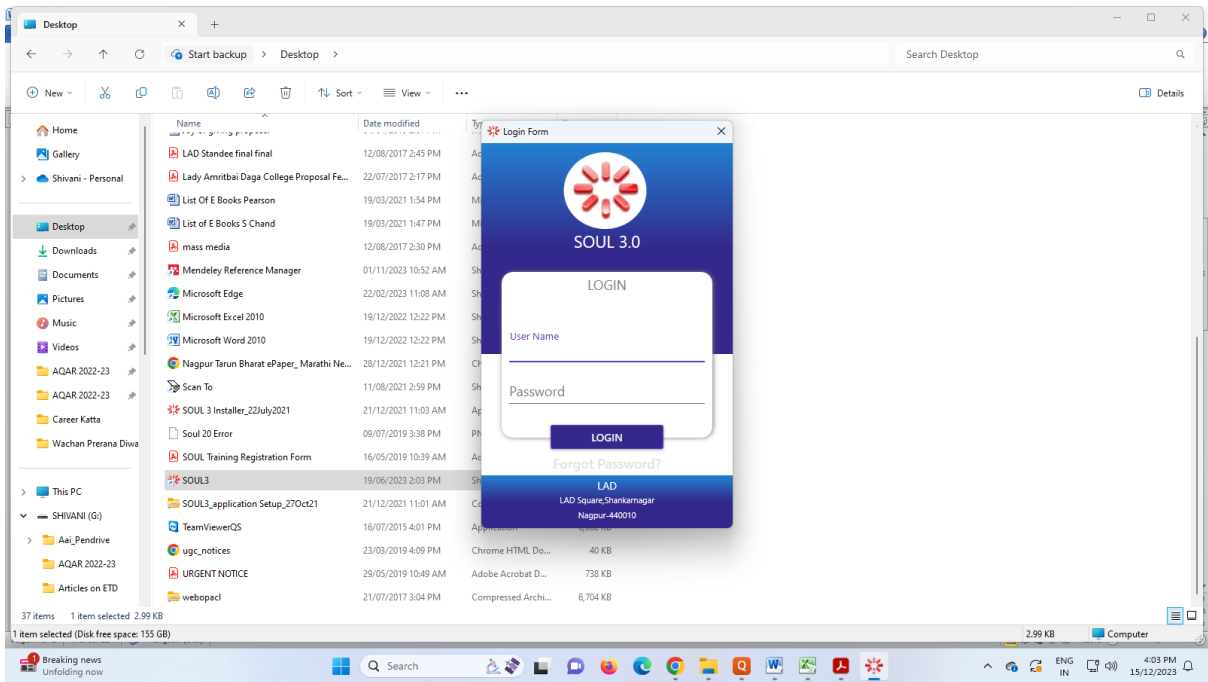 Desktop
Start backup > Desktop >
Search Desktop
New
Sort
View
Details
Home
Gallery
Shivani - Personal
Desktop
Downloads
Documents
Pictures
Music
Videos
AQAR 2022-23
AQAR 2022-23
Career Katta
Wachan Prerana Diwa
This PC
SHIVANI (G:)
Aai_Pendrive
AQAR 2022-23
Articles on ETD
Name Date modified
LAD Standee final final 12/08/2017 2:45 PM
Lady Amritbai Daga College Proposal Fe... 22/07/2017 2:17 PM
List Of E Books Pearson 19/03/2021 1:54 PM
List of E Books S Chand 19/03/2021 1:47 PM
mass media 12/08/2017 2:30 PM
Mendeley Reference Manager 01/11/2023 10:52 AM
Microsoft Edge 22/02/2023 11:08 AM
Microsoft Excel 2010 19/12/2022 12:22 PM
Microsoft Word 2010 19/12/2022 12:22 PM
Nagpur Tarun Bharat ePaper_ Marathi Ne... 28/12/2021 12:21 PM
Scan To 11/08/2021 2:59 PM
SOUL 3 Installer_22July2021 21/12/2021 11:03 AM
Soul 20 Error 09/07/2019 3:38 PM
SOUL Training Registration Form 16/05/2019 10:39 AM
SOUL3 19/06/2023 2:03 PM
SOUL3_application Setup_27Oct21 21/12/2021 11:01 AM
TeamViewerQS 16/07/2015 4:01 PM
ugc_notices 23/03/2019 4:09 PM Chrome HTML Do... 40 KB
URGENT NOTICE 29/05/2019 10:49 AM Adobe Acrobat D... 738 KB
webopacl 21/07/2017 3:04 PM Compressed Archi... 6,704 KB
Login Form
SOUL 3.0
LOGIN
User Name
Password
LOGIN
Forgot Password?
LAD
LAD Square,Shankarnagar
Nagpur-440010
37 items 1 item selected 2.99 KB
1 item selected (Disk free space: 155 GB) 2.99 KB Computer
1
Breaking news
Unfolding now
Search
ENG
IN
4:03 PM
15/12/2023